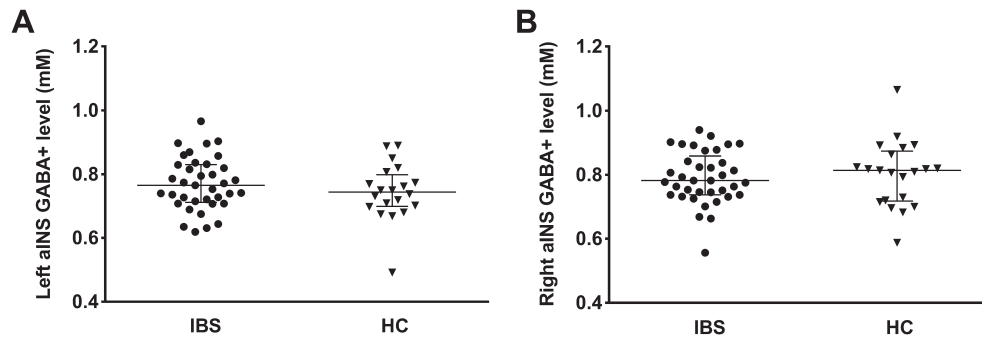 A
B
Left aINS GABA+ level (mM)
1.2
1.0
0.8
0.6
0.4
IBS
HC
Right aINS GABA+ level (mM)
1.2
1.0
0.8
0.6
0.4
IBS
HC